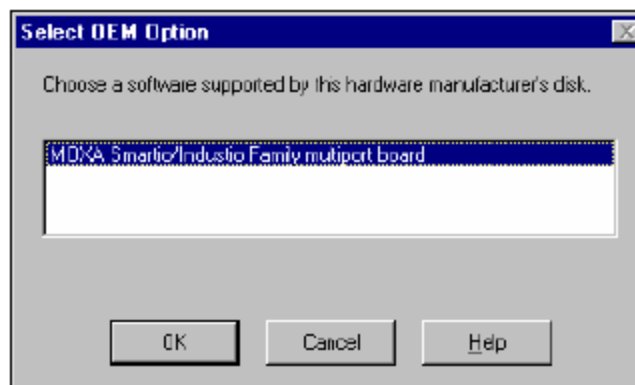 Select OEM Option
Choose a software supported by this hardware manufacturer's disk.
MOXA Smartio/Industio Family multiport board
OK
Cancel
Help